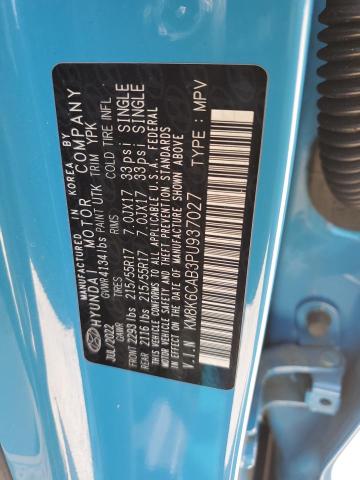 MANUFACTURED IN KOREA BY
HYUNDAI MOTOR COMPANY
JUL/2022 GVWR 4134 lbs PAINT UTK TRIM YPK
GAWR TIRES RIMS COLD TIRE INFL
FRONT 2293 lbs 215/55R17 7.0JX17 33psi SINGLE
REAR 2116 lbs 215/55R17 7.0JX17 33psi SINGLE
THIS VEHICLE CONFORMS TO ALL APPLICABLE U.S.A. FEDERAL
MOTOR VEHICLE SAFETY, BUMPER, AND THEFT PREVENTION STANDARDS
IN EFFECT ON THE DATE OF MANUFACTURE SHOWN ABOVE
V.I.N KM8K6CAB3PU937027 TYPE : MPV